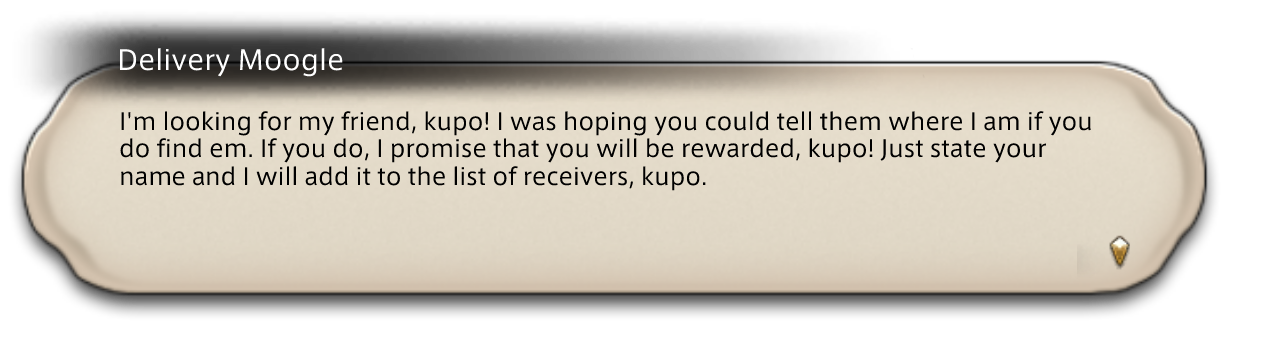 Delivery Moogle
I'm looking for my friend, kupo! I was hoping you could tell them where I am if you
do find em. If you do, I promise that you will be rewarded, kupo! Just state your
name and I will add it to the list of receivers, kupo.